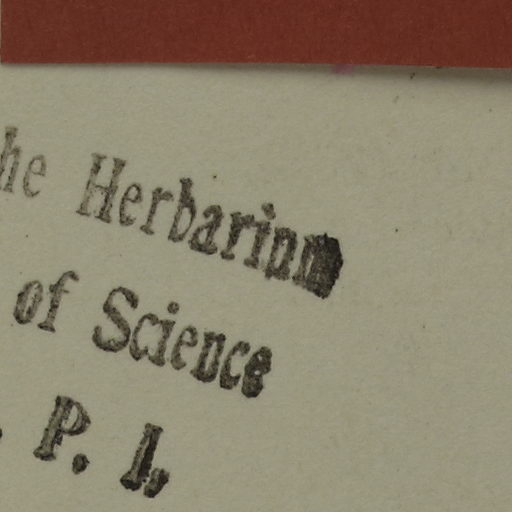 he Herbarium
of Science
. P. I,